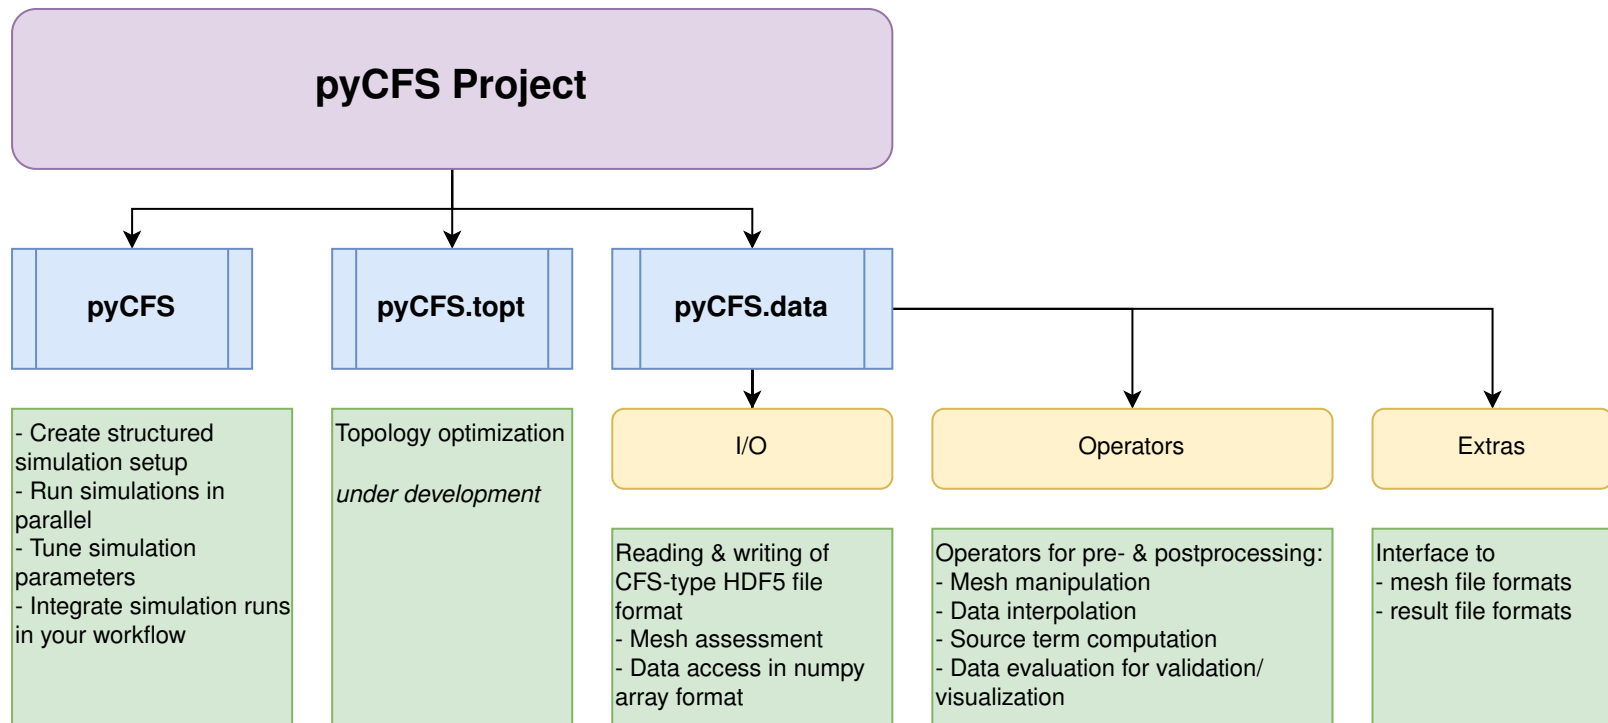 pyCFS Project
pyCFS
pyCFS.topt
pyCFS.data
- Create structured
simulation setup
- Run simulations in
parallel
- Tune simulation
parameters
- Integrate simulation runs
in your workflow
Topology optimization
under development
I/O
Operators
Extras
Reading & writing of
CFS-type HDF5 file
format
- Mesh assessment
- Data access in numpy
array format
Operators for pre- & postprocessing:
- Mesh manipulation
- Data interpolation
- Source term computation
- Data evaluation for validation/
visualization
Interface to
- mesh file formats
- result file formats